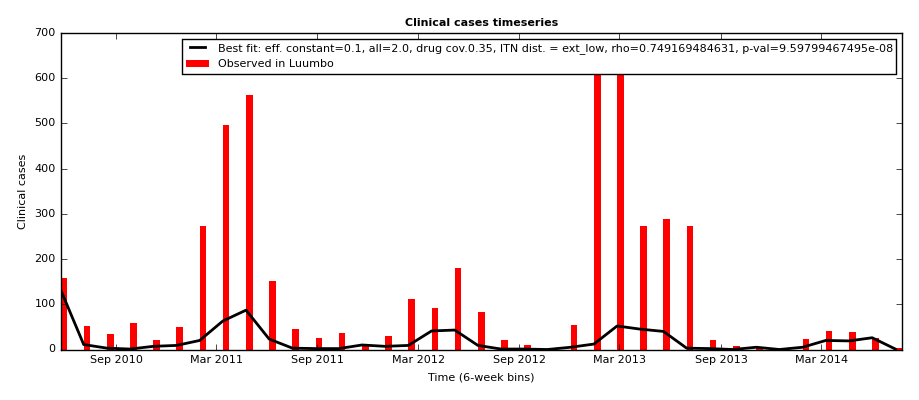 Clinical cases timeseries
Best fit: eff. constant=0.1, all=2.0, drug cov.0.35, ITN dist. = ext_low, rho=0.749169484631, p-val=9.59799467495e-08
Observed in Luumbo
Clinical cases
700
600
500
400
300
200
100
0
Sep 2010 Mar 2011 Sep 2011 Mar 2012 Sep 2012 Mar 2013 Sep 2013 Mar 2014
Time (6-week bins)